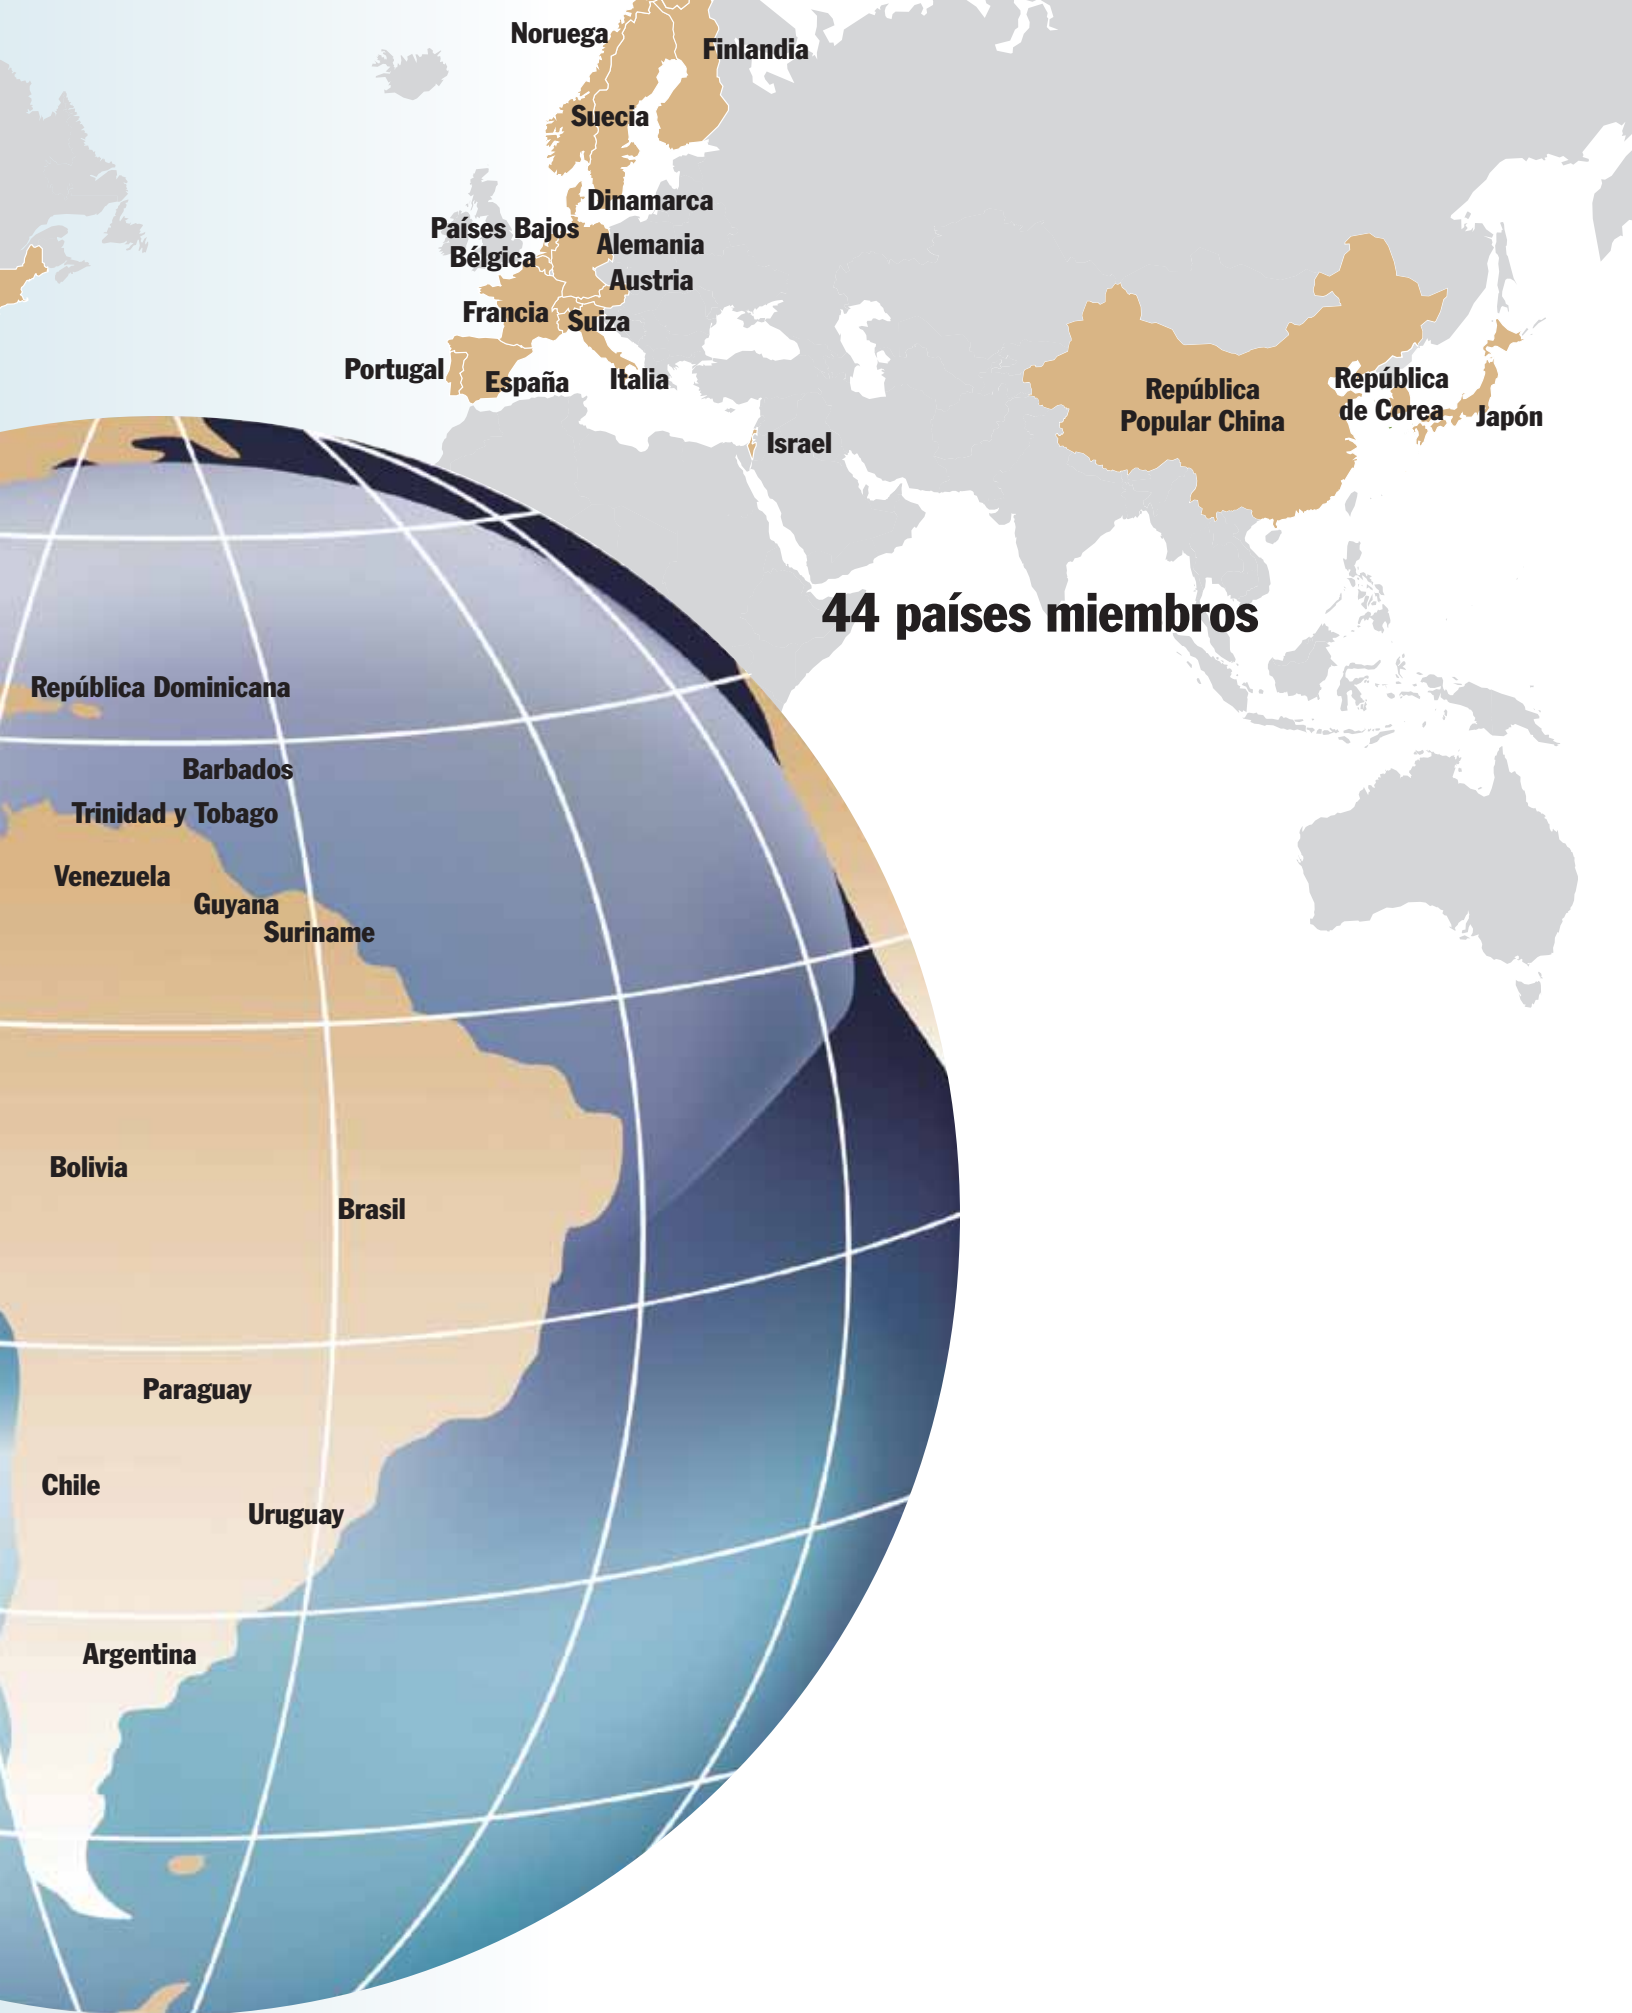 Noruega
Finlandia
Suecia
Dinamarca
Países Bajos
Alemania
Bélgica
Austria
Francia
Suiza
Portugal
España
Italia
República
Popular China
República
de Corea
Japón
Israel
44 países miembros
República Dominicana
Barbados
Trinidad y Tobago
Venezuela
Guyana
Suriname
Bolivia
Brasil
Paraguay
Chile
Uruguay
Argentina